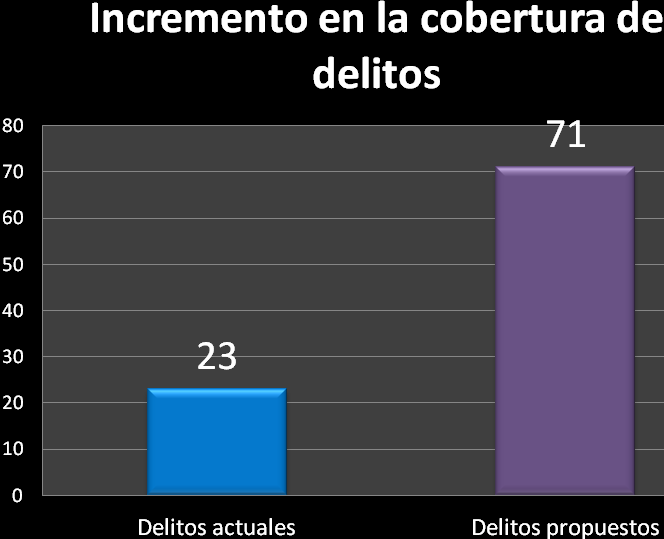 Incremento en la cobertura de
delitos
80
71
70
60
50
40
30
23
20
10
0
Delitos actuales
Delitos propuestos